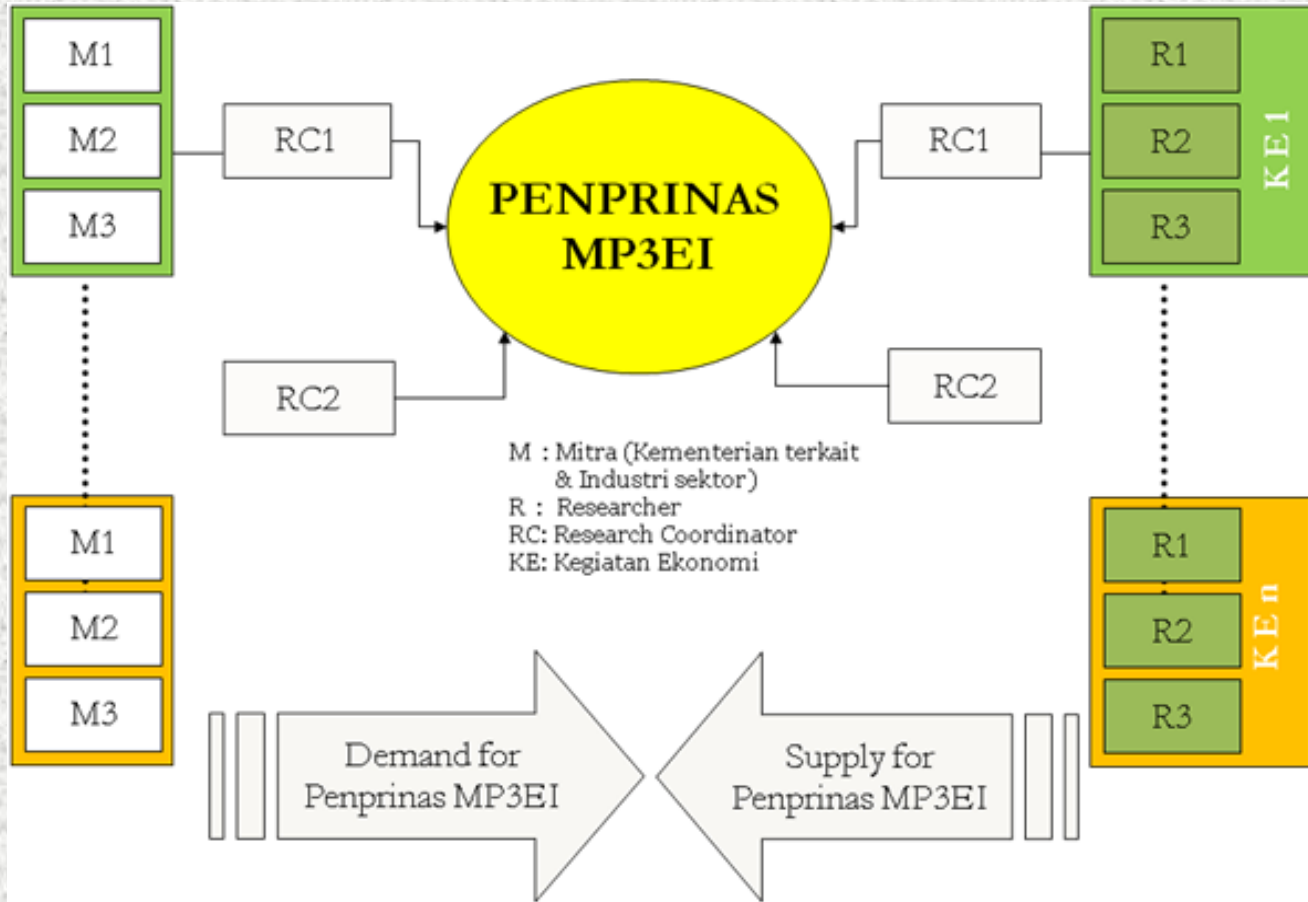 M1
M2
M3
RC1
PENPRINAS
MP3EI
RC1
R1
R2
R3
KE1
RC2
RC2
M : Mitra (Kementerian terkait
& Industri sektor)
R : Researcher
RC: Research Coordinator
KE: Kegiatan Ekonomi
M1
M2
M3
R1
R2
R3
KE n
Demand for
Penprinas MP3EI
Supply for
Penprinas MP3EI